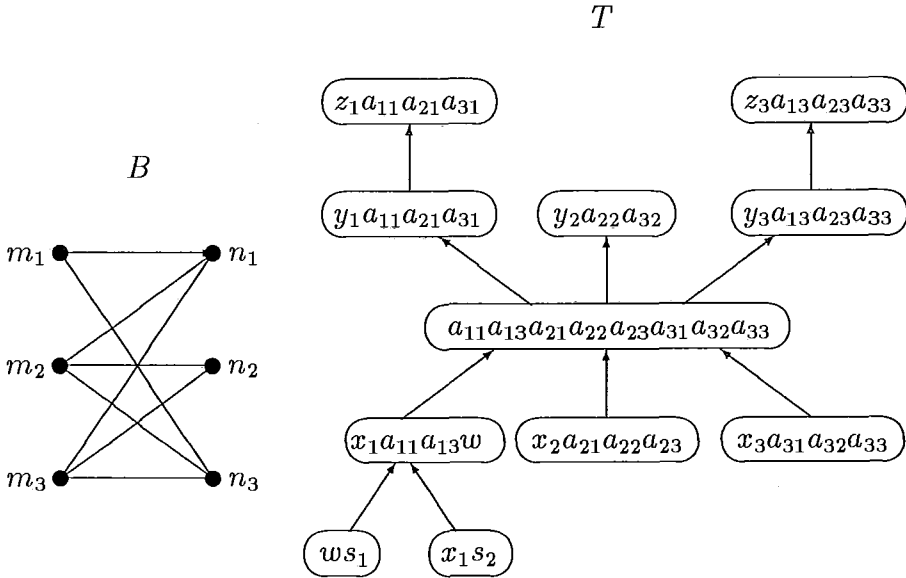 T
z₁a₁₁a₂₁a₃₁ z₃a₁₃a₂₃a₃₃
B
y₁a₁₁a₂₁a₃₁ y₂a₂₂a₃₂ y₃a₁₃a₂₃a₃₃
m₁ n₁
a₁₁a₁₃a₂₁a₂₂a₂₃a₃₁a₃₂a₃₃
m₂ n₂
x₁a₁₁a₁₃w x₂a₂₁a₂₂a₂₃ x₃a₃₁a₃₂a₃₃
m₃ n₃
ws₁ x₁s₂